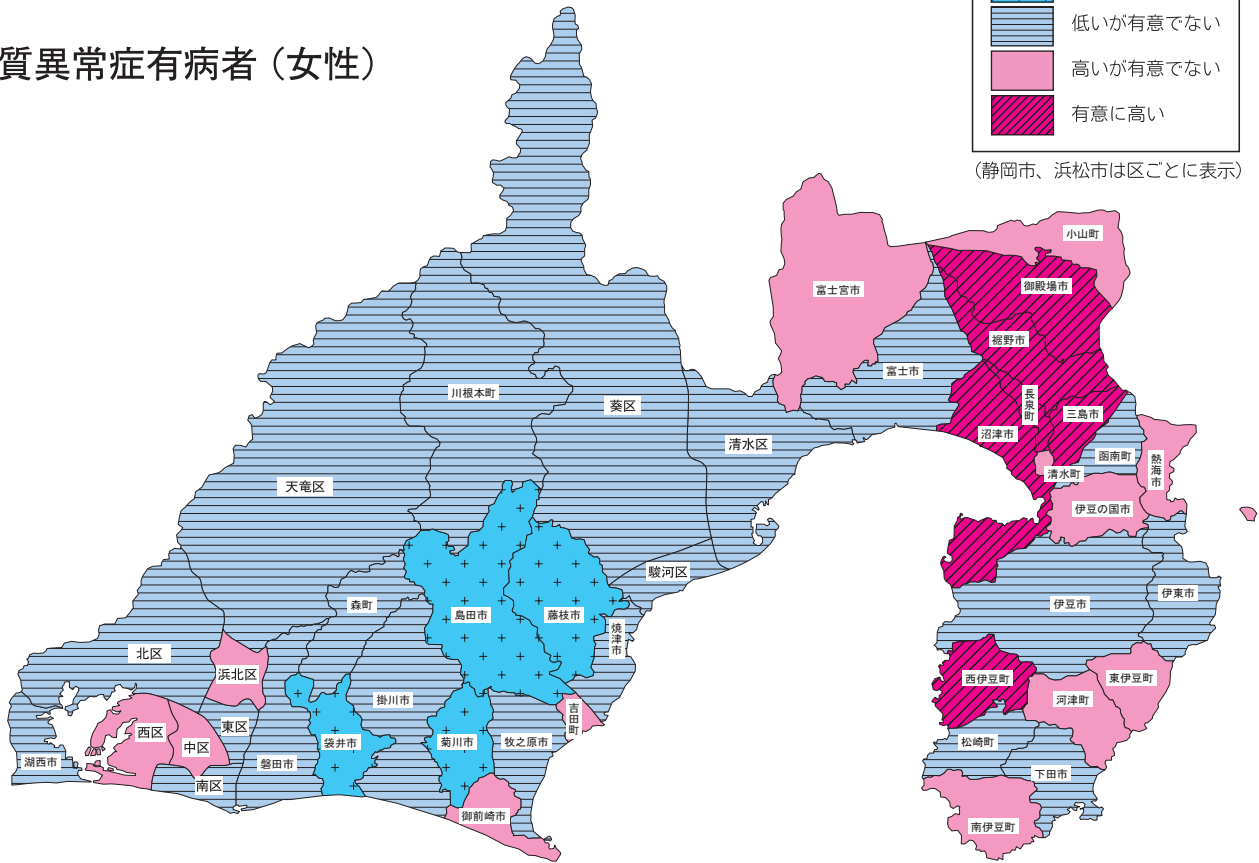 質異常症有病者（女性）
低いが有意でない
高いが有意でない
有意に高い
（静岡市、浜松市は区ごとに表示）
小山町
御殿場市
富士宮市
裾野市
富士市
川根本町
葵区
長泉町
三島市
沼津市
清水区
函南町
熱海市
清水町
天竜区
伊豆の国市
駿河区
森町
伊豆市
伊東市
島田市
藤枝市
焼津市
北区
浜北区
西伊豆町
東伊豆町
掛川市
河津町
吉田町
東区
西区
中区
袋井市
菊川市
牧之原市
松崎町
湖西市
磐田市
下田市
南区
御前崎市
南伊豆町